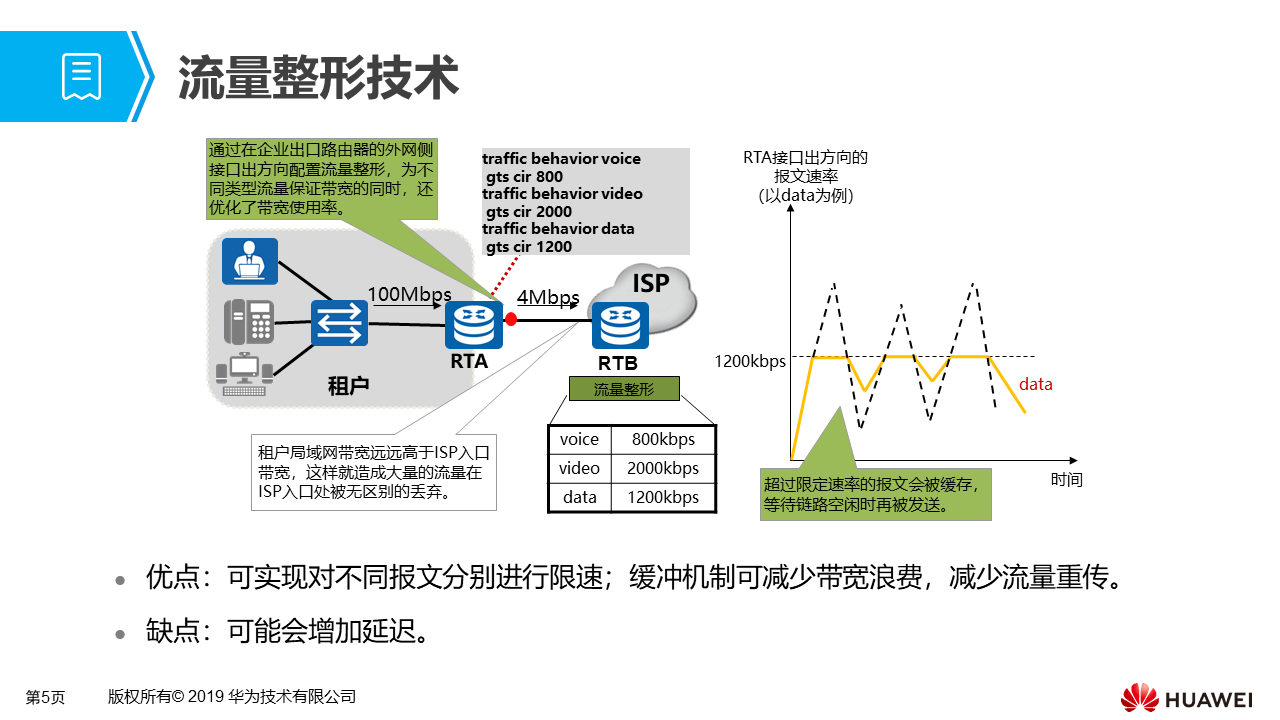 流量整形技术
通过在企业出口路由器的外网侧
接口出方向配置流量整形，为不
同类型流量保证带宽的同时，还
优化了带宽使用率。
traffic behavior voice
gts cir 800
traffic behavior video
gts cir 2000
traffic behavior data
gts cir 1200
RTA接口出方向的
报文速率
（以data为例）
100Mbps
4Mbps
ISP
RTA
RTB
租户
流量整形
voice 800kbps
video 2000kbps
data 1200kbps
租户局域网带宽远远高于ISP入口
带宽，这样就造成大量的流量在
ISP入口处被无区别的丢弃。
1200kbps
data
时间
超过限定速率的报文会被缓存，
等待链路空闲时再被发送。
• 优点：可实现对不同报文分别进行限速；缓冲机制可减少带宽浪费，减少流量重传。
• 缺点：可能会增加延迟。
第5页
版权所有© 2019 华为技术有限公司
HUAWEI